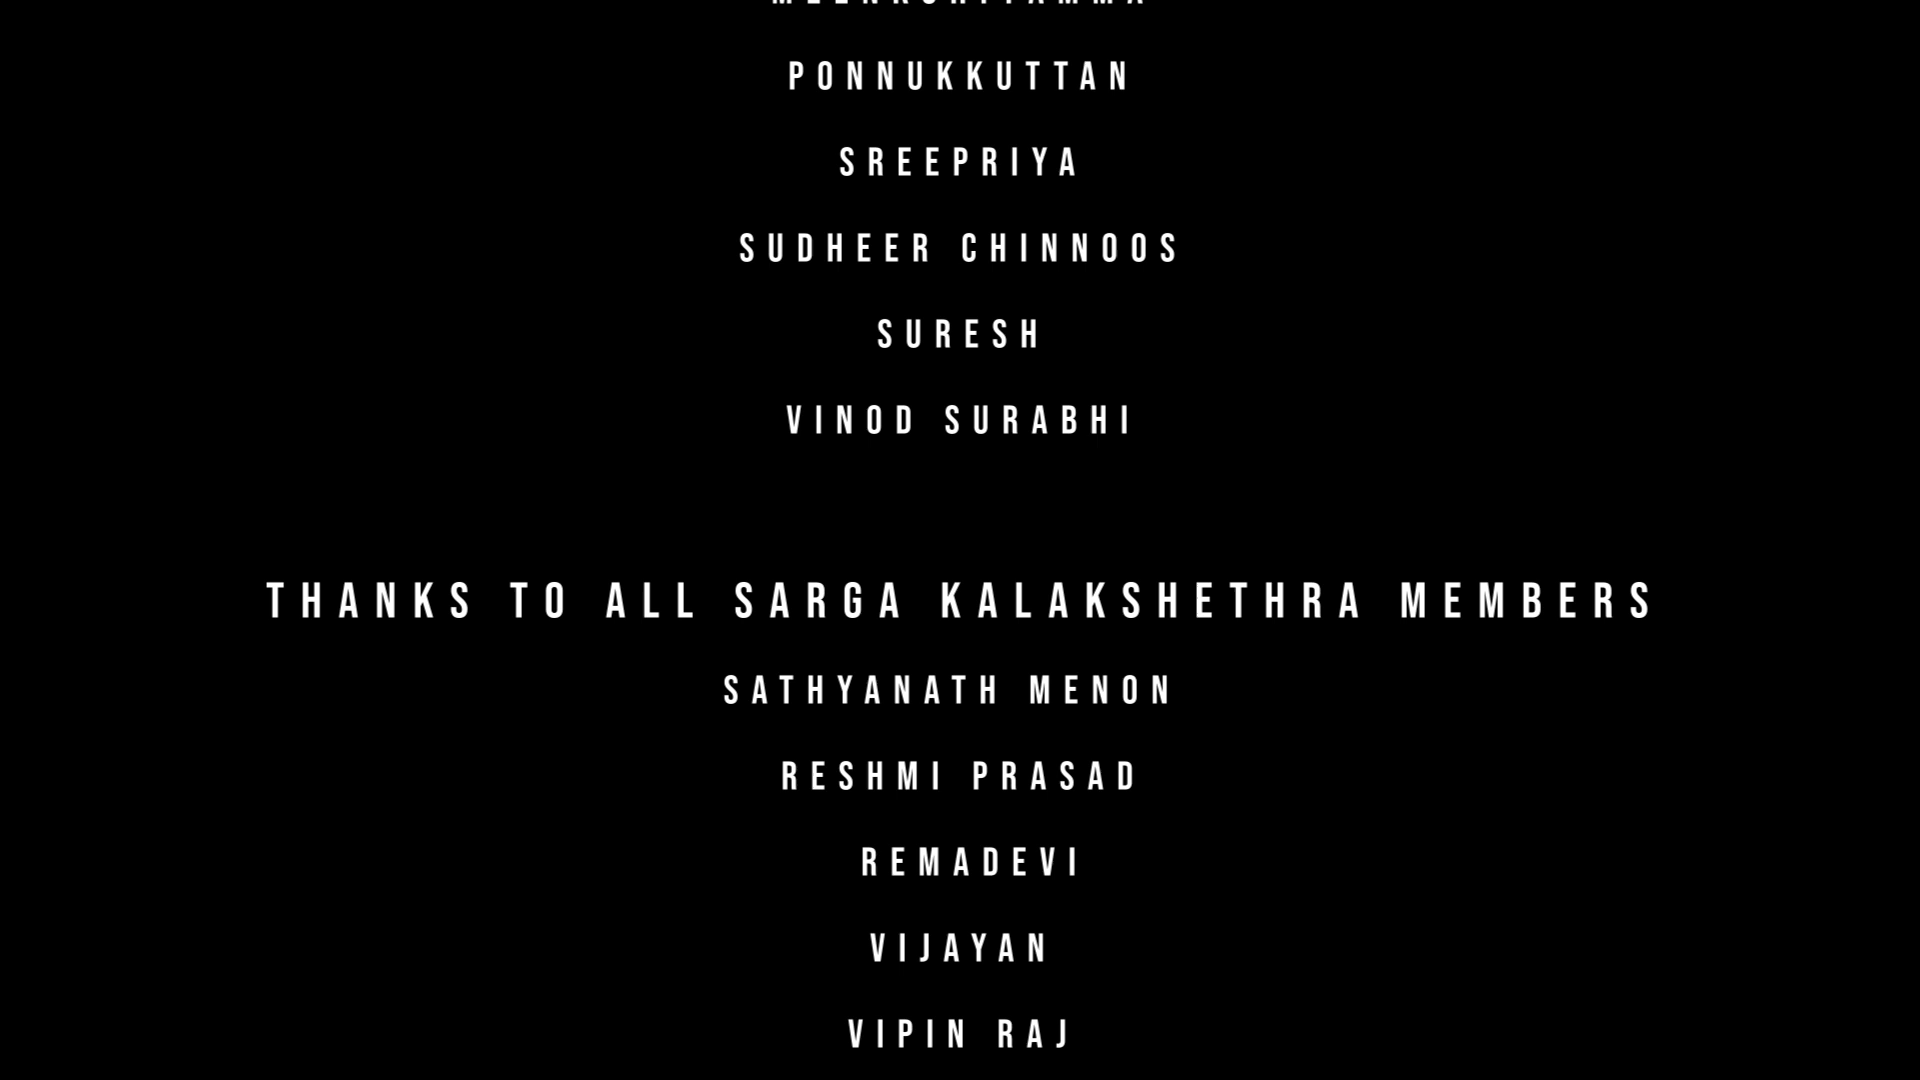 PONNUKKUTTAN
SREEPRIYA
SUDHEER CHINNOOS
SURESH
VINOD SURABHI
THANKS TO ALL SARGA KALAKSHETHRA MEMBERS
SATHYANATH MENON
RESHMI PRASAD
REMADEVI
VIJAYAN
VIPIN RAJ